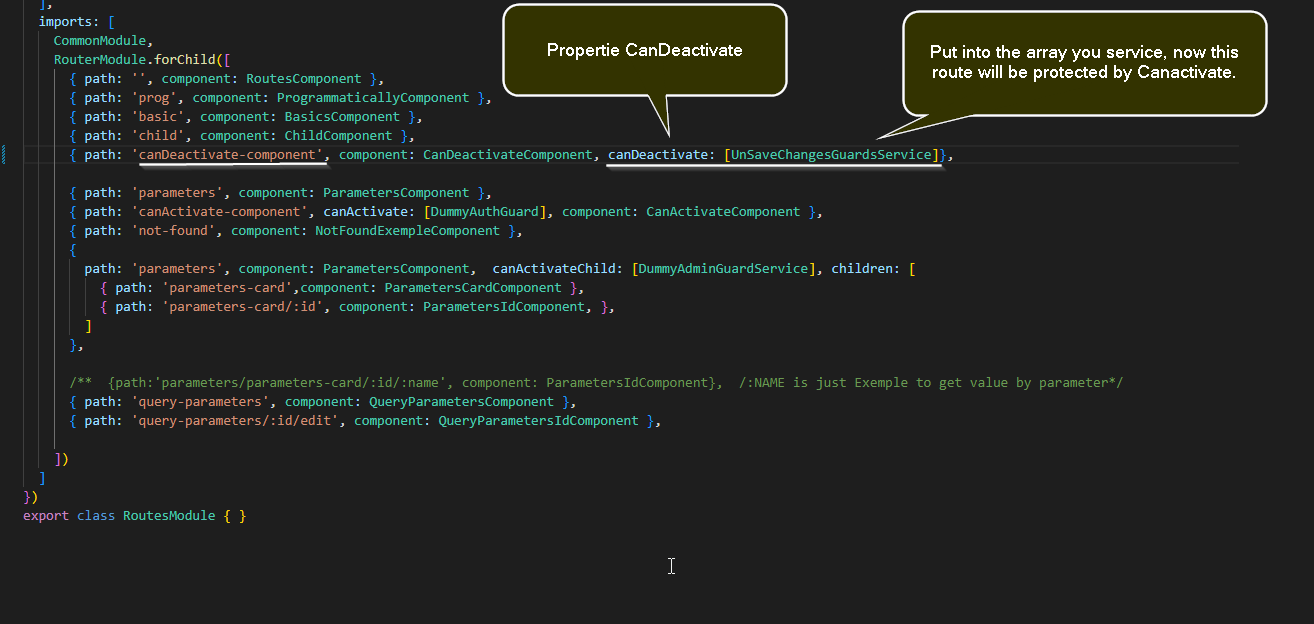 ],
imports: [
CommonModule,
RouterModule.forChild([
{ path: '', component: RoutesComponent },
{ path: 'prog', component: ProgrammaticallyComponent },
{ path: 'basic', component: BasicsComponent },
{ path: 'child', component: ChildComponent },
{ path: 'canDeactivate-component', component: CanDeactivateComponent, canDeactivate: [UnSaveChangesGuardsService]},
{ path: 'parameters', component: ParametersComponent },
{ path: 'canActivate-component', canActivate: [DummyAuthGuard], component: CanActivateComponent },
{ path: 'not-found', component: NotFoundExempleComponent },
{
path: 'parameters', component: ParametersComponent,  canActivateChild: [DummyAdminGuardService], children: [
{ path: 'parameters-card',component: ParametersCardComponent },
{ path: 'parameters-card/:id', component: ParametersIdComponent, },
]
},
/**  {path:'parameters/parameters-card/:id/:name', component: ParametersIdComponent},  /:NAME is just Exemple to get value by parameter*/
{ path: 'query-parameters', component: QueryParametersComponent },
{ path: 'query-parameters/:id/edit', component: QueryParametersIdComponent },
])
]
})
export class RoutesModule { }
Propertie CanDeactivate
Put into the array you service, now this
route will be protected by Canactivate.